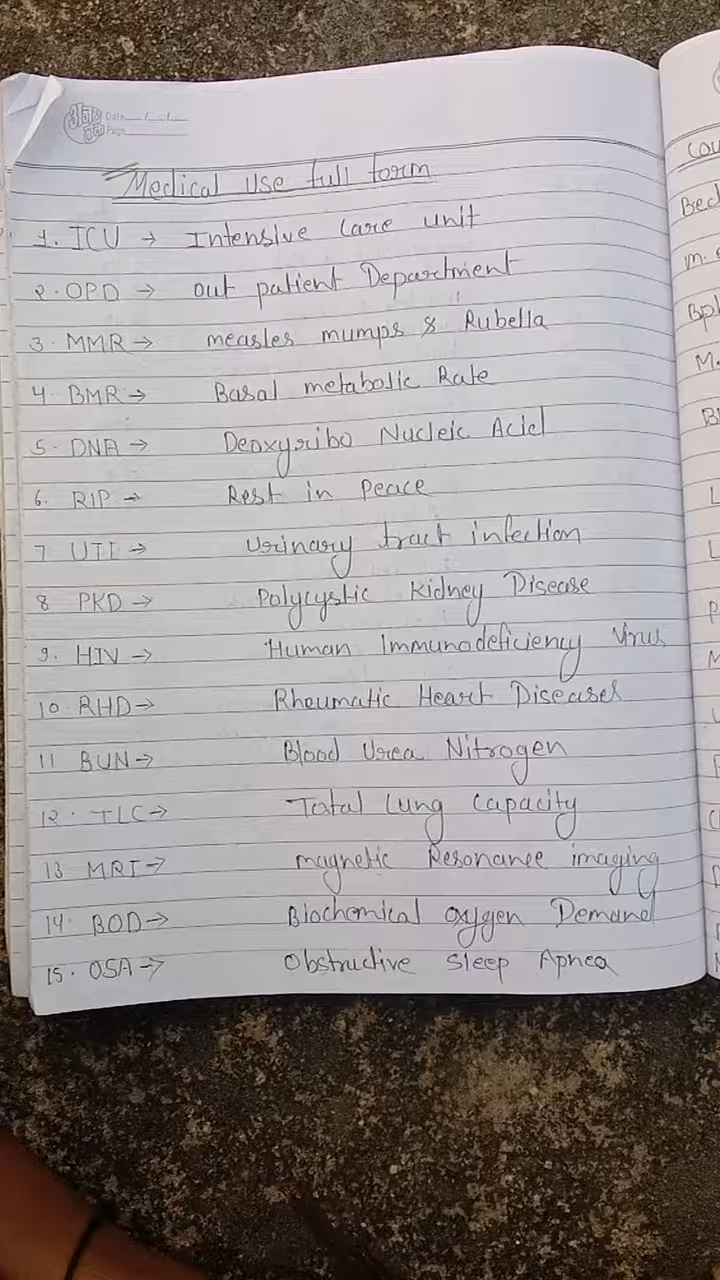 Date
Page
Medical Use full form
1. ICU → Intensive Care unit
2. OPD → out patient Department
3. MMR → measles mumps & Rubella
4. BMR → Basal metabolic Rate
5. DNA → Deoxyribo Nucleic Acid
6. RIP → Rest in peace
7 UTI → Urinary tract infection
8 PKD → Polycystic Kidney Disease
9. HIV → Human Immunodeficiency Virus
10 RHD → Rheumatic Heart Diseases
11 BUN → Blood Urea Nitrogen
12. TLC → Total Lung Capacity
13 MRI → magnetic Resonance imaging
14. BOD → Biochemical oxygen Demand
15. OSA → Obstructive Sleep Apnea